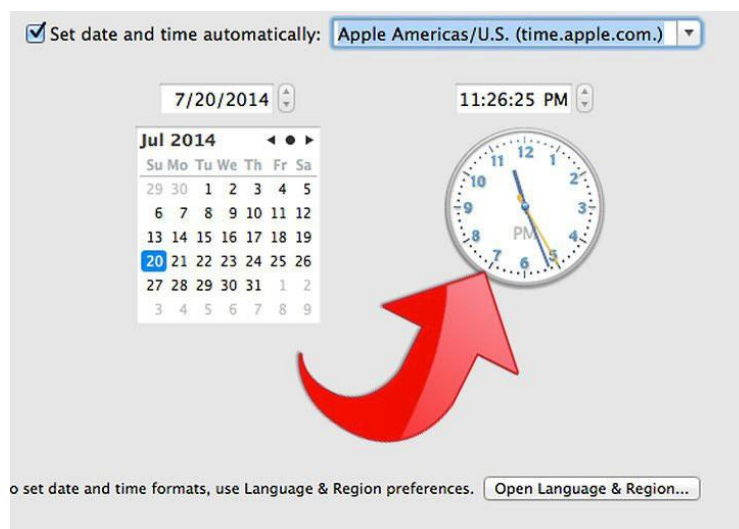 Set date and time automatically: Apple Americas/U.S. (time.apple.com.)
7/20/2014
11:26:25 PM
Jul 2014
Su Mo Tu We Th Fr Sa
29 30 1 2 3 4 5
6 7 8 9 10 11 12
13 14 15 16 17 18 19
20 21 22 23 24 25 26
27 28 29 30 31 1 2
3 4 5 6 7 8 9
12
11 1
10 2
9 3
PM
8 4
7 5
6
o set date and time formats, use Language & Region preferences. Open Language & Region...